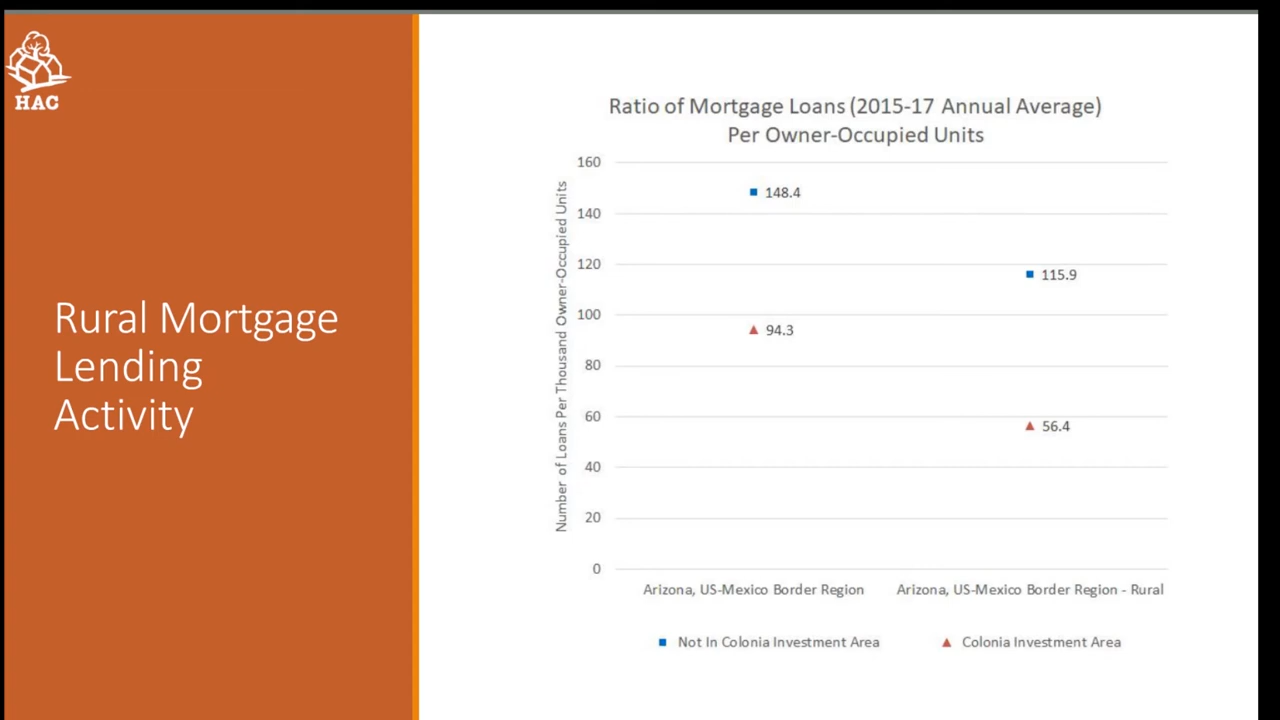 HAC
Rural Mortgage
Lending
Activity
Ratio of Mortgage Loans (2015-17 Annual Average)
Per Owner-Occupied Units
Number of Loans Per Thousand Owner-Occupied Units
160
140
120
100
80
60
40
20
0
148.4
115.9
94.3
56.4
Arizona, US-Mexico Border Region
Arizona, US-Mexico Border Region - Rural
Not In Colonia Investment Area
Colonia Investment Area